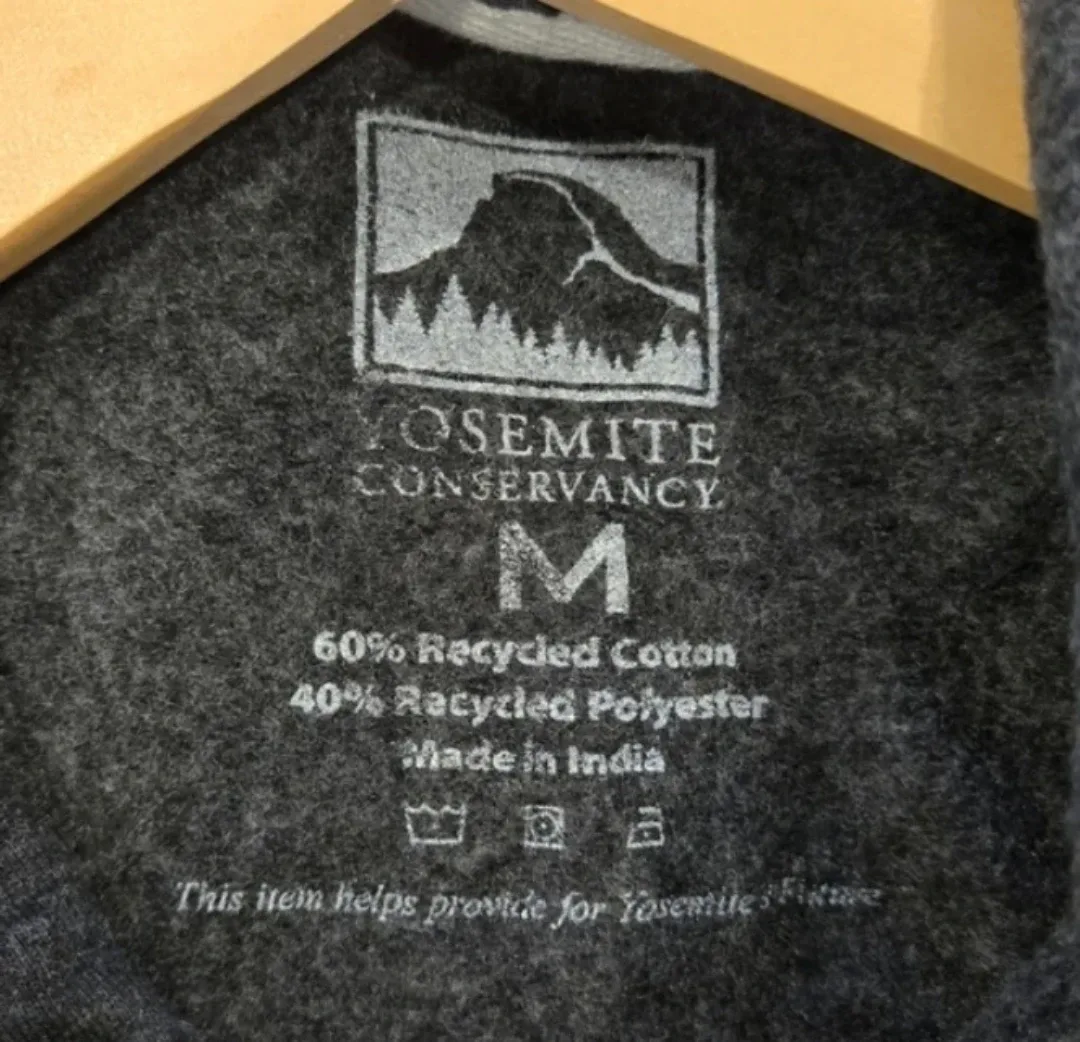 YOSEMITE
CONSERVANCY
M
60% Recycled Cotton
40% Recycled Polyester
Made in India
This item helps provide for Yosemite's Future